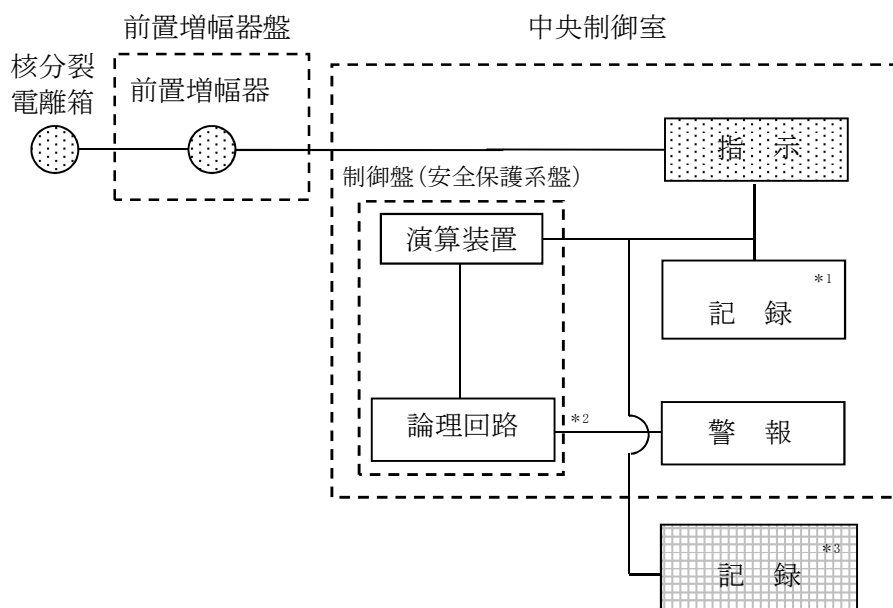 前置増幅器盤
中央制御室
核分裂
電離箱
前置増幅器
指 示
制御盤(安全保護系盤)
演算装置
*1
記 録
論理回路
*2
警 報
*3
記 録